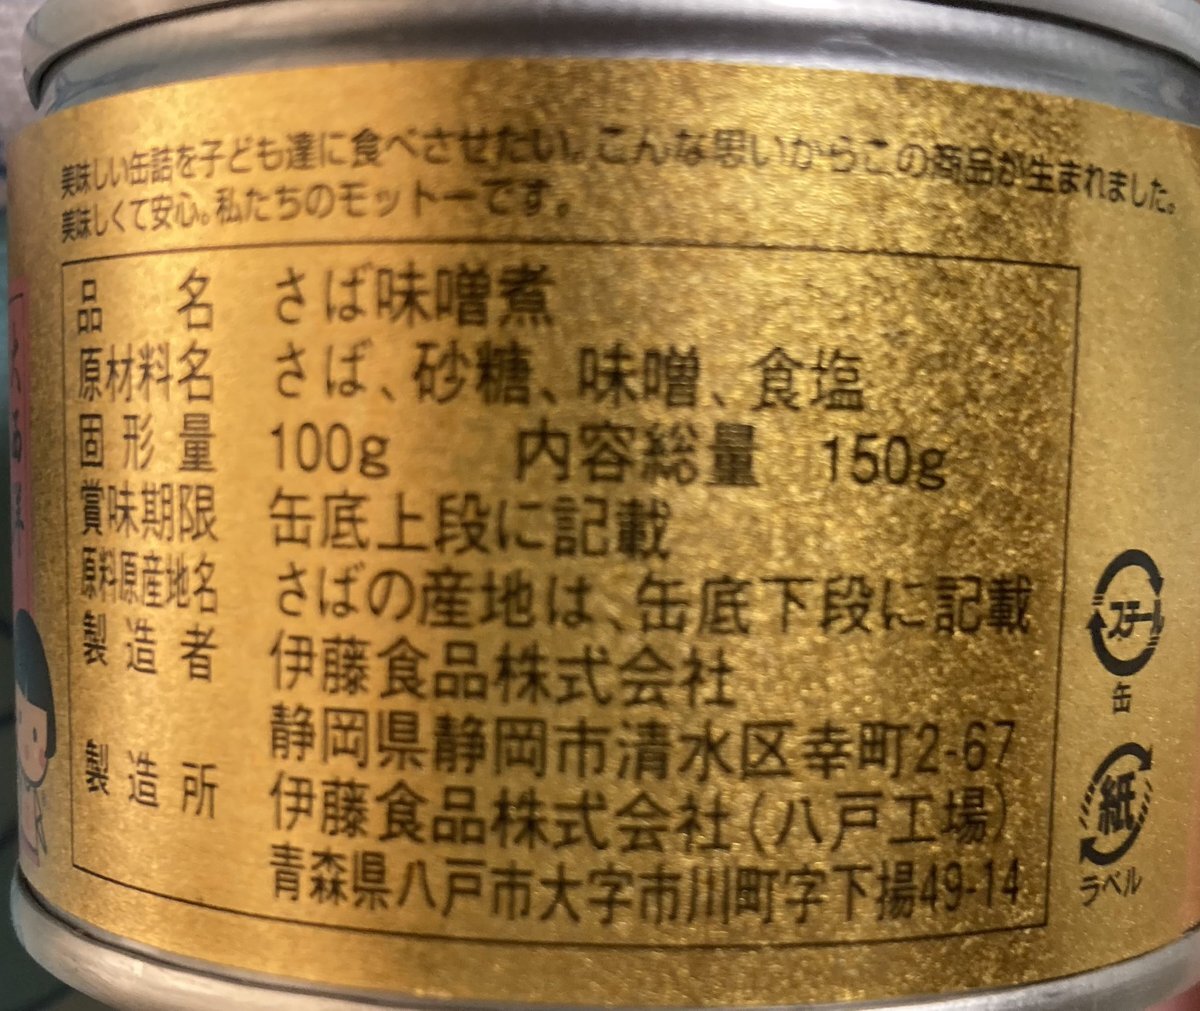 美味しい缶詰を子ども達に食べさせたい。こんな思いからこの商品が生まれました。
美味しくて安心。私たちのモットーです。
品名 さば味噌煮
原材料名 さば、砂糖、味噌、食塩
固形量 100g 内容総量 150g
賞味期限 缶底上段に記載
原料原産地名 さばの産地は、缶底下段に記載
製造者 伊藤食品株式会社
静岡県静岡市清水区幸町2-67
製造所 伊藤食品株式会社(八戸工場)
青森県八戸市大字市川町字下揚49-14
スチール
缶
紙
ラベル